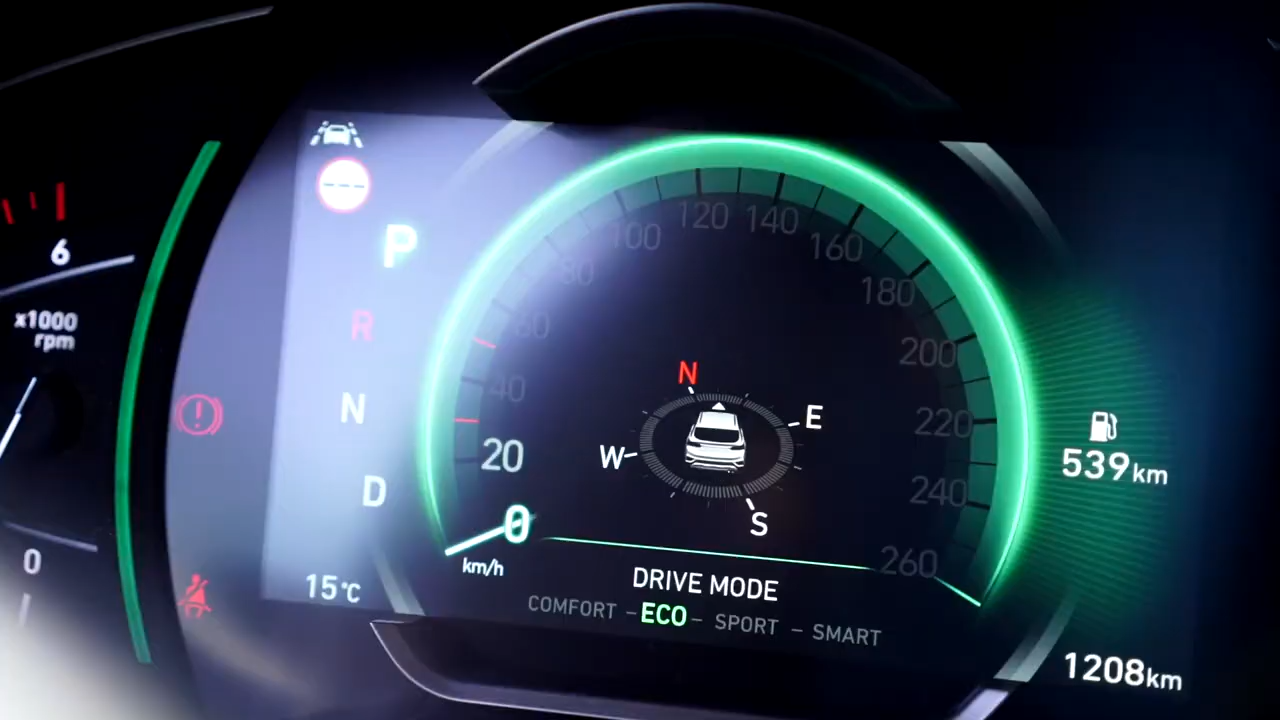 6
x1000
rpm
0
P
R
N
D
15°C
0
20
40
60
80
100
120
140
160
180
200
220
240
260
km/h
N
E
W
S
DRIVE MODE
COMFORT – ECO – SPORT – SMART
539km
1208km